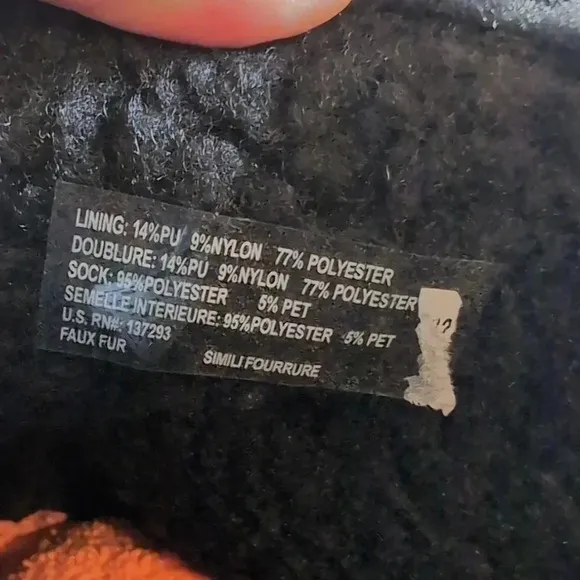 LINING: 14%PU 9%NYLON 77% POLYESTER
DOUBLURE: 14%PU 9%NYLON 77% POLYESTER
SOCK: 95%POLYESTER 5% PET
SEMELLE INTERIEURE: 95%POLYESTER 5% PET
U.S. RN#: 137293
FAUX FUR SIMILI FOURRURE